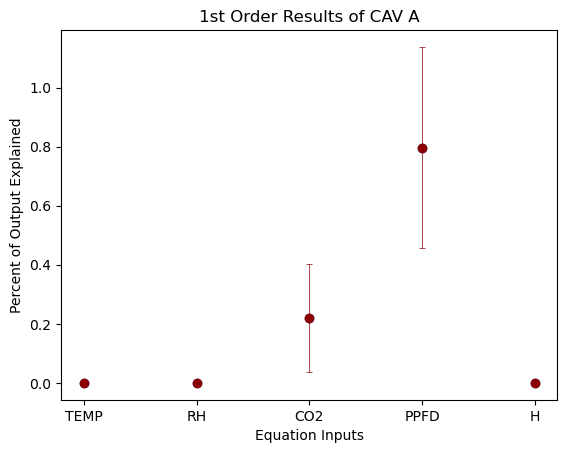 1st Order Results of CAV A
Percent of Output Explained
1.0
0.8
0.6
0.4
0.2
0.0
TEMP RH CO2 PPFD H
Equation Inputs